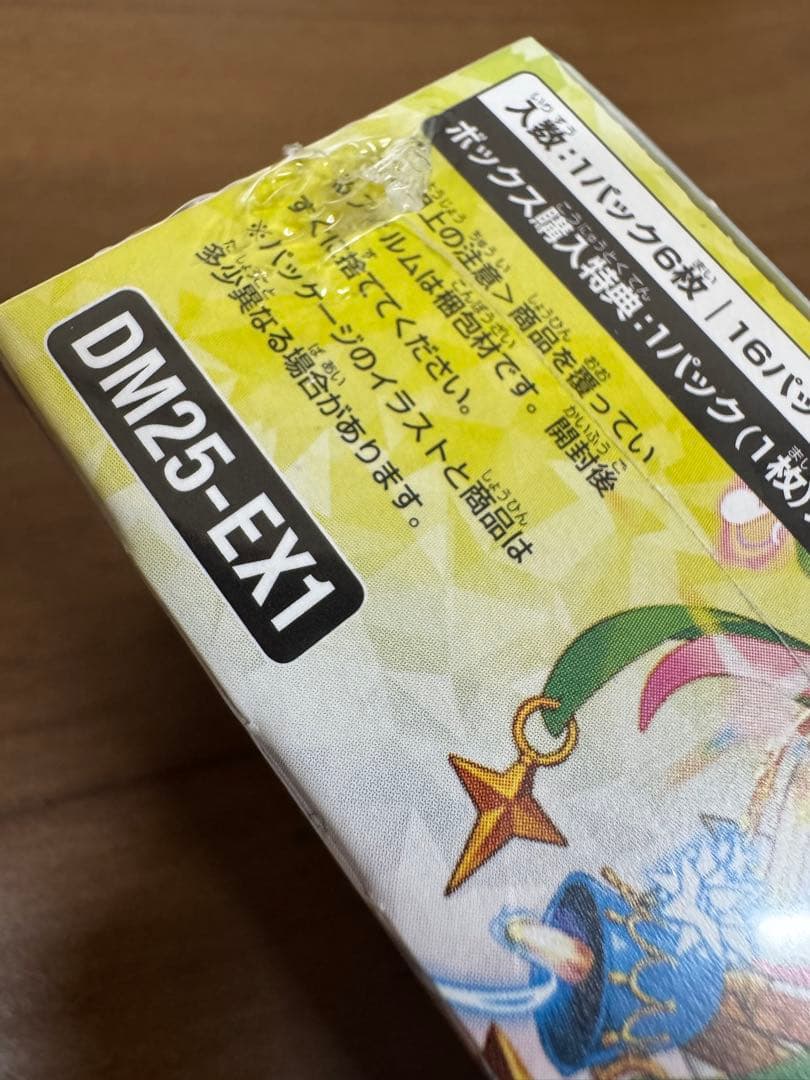 入数:1パック6枚 | 16パッ
ボックス購入特典:1パック(1枚)
上の注意>商品を覆ってい
ルムは梱包材です。開封後
すぐに捨ててください。
※パッケージのイラストと商品は
多少異なる場合があります。
DM25-EX1